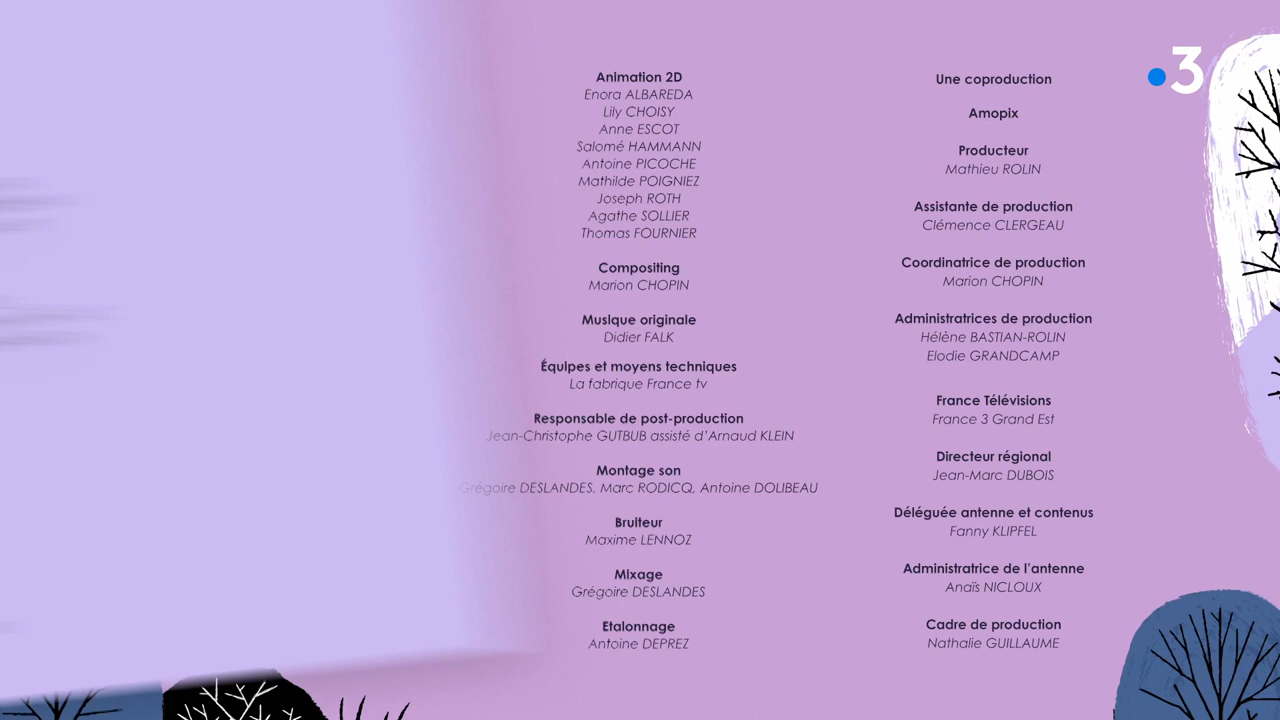 Animation 2D
Enora ALBAREDA
Lily CHOISY
Anne ESCOT
Salomé HAMMANN
Antoine PICOCHE
Mathilde POIGNIEZ
Joseph ROTH
Agathe SOLLIER
Thomas FOURNIER
Compositing
Marion CHOPIN
Musique originale
Didier FALK
Équipes et moyens techniques
La fabrique France tv
Responsable de post-production
Jean-Christophe GUTBUB assisté d'Arnaud KLEIN
Montage son
Grégoire DESLANDES, Marc RODICQ, Antoine DOLIBEAU
Bruiteur
Maxime LENNOZ
Mixage
Grégoire DESLANDES
Etalonnage
Antoine DEPREZ
Une coproduction
Amopix
Producteur
Mathieu ROLIN
Assistante de production
Clémence CLERGEAU
Coordinatrice de production
Marion CHOPIN
Administratrices de production
Hélène BASTIAN-ROLIN
Elodie GRANDCAMP
France Télévisions
France 3 Grand Est
Directeur régional
Jean-Marc DUBOIS
Déléguée antenne et contenus
Fanny KLIPFEL
Administratrice de l'antenne
Anaïs NICLOUX
Cadre de production
Nathalie GUILLAUME
3